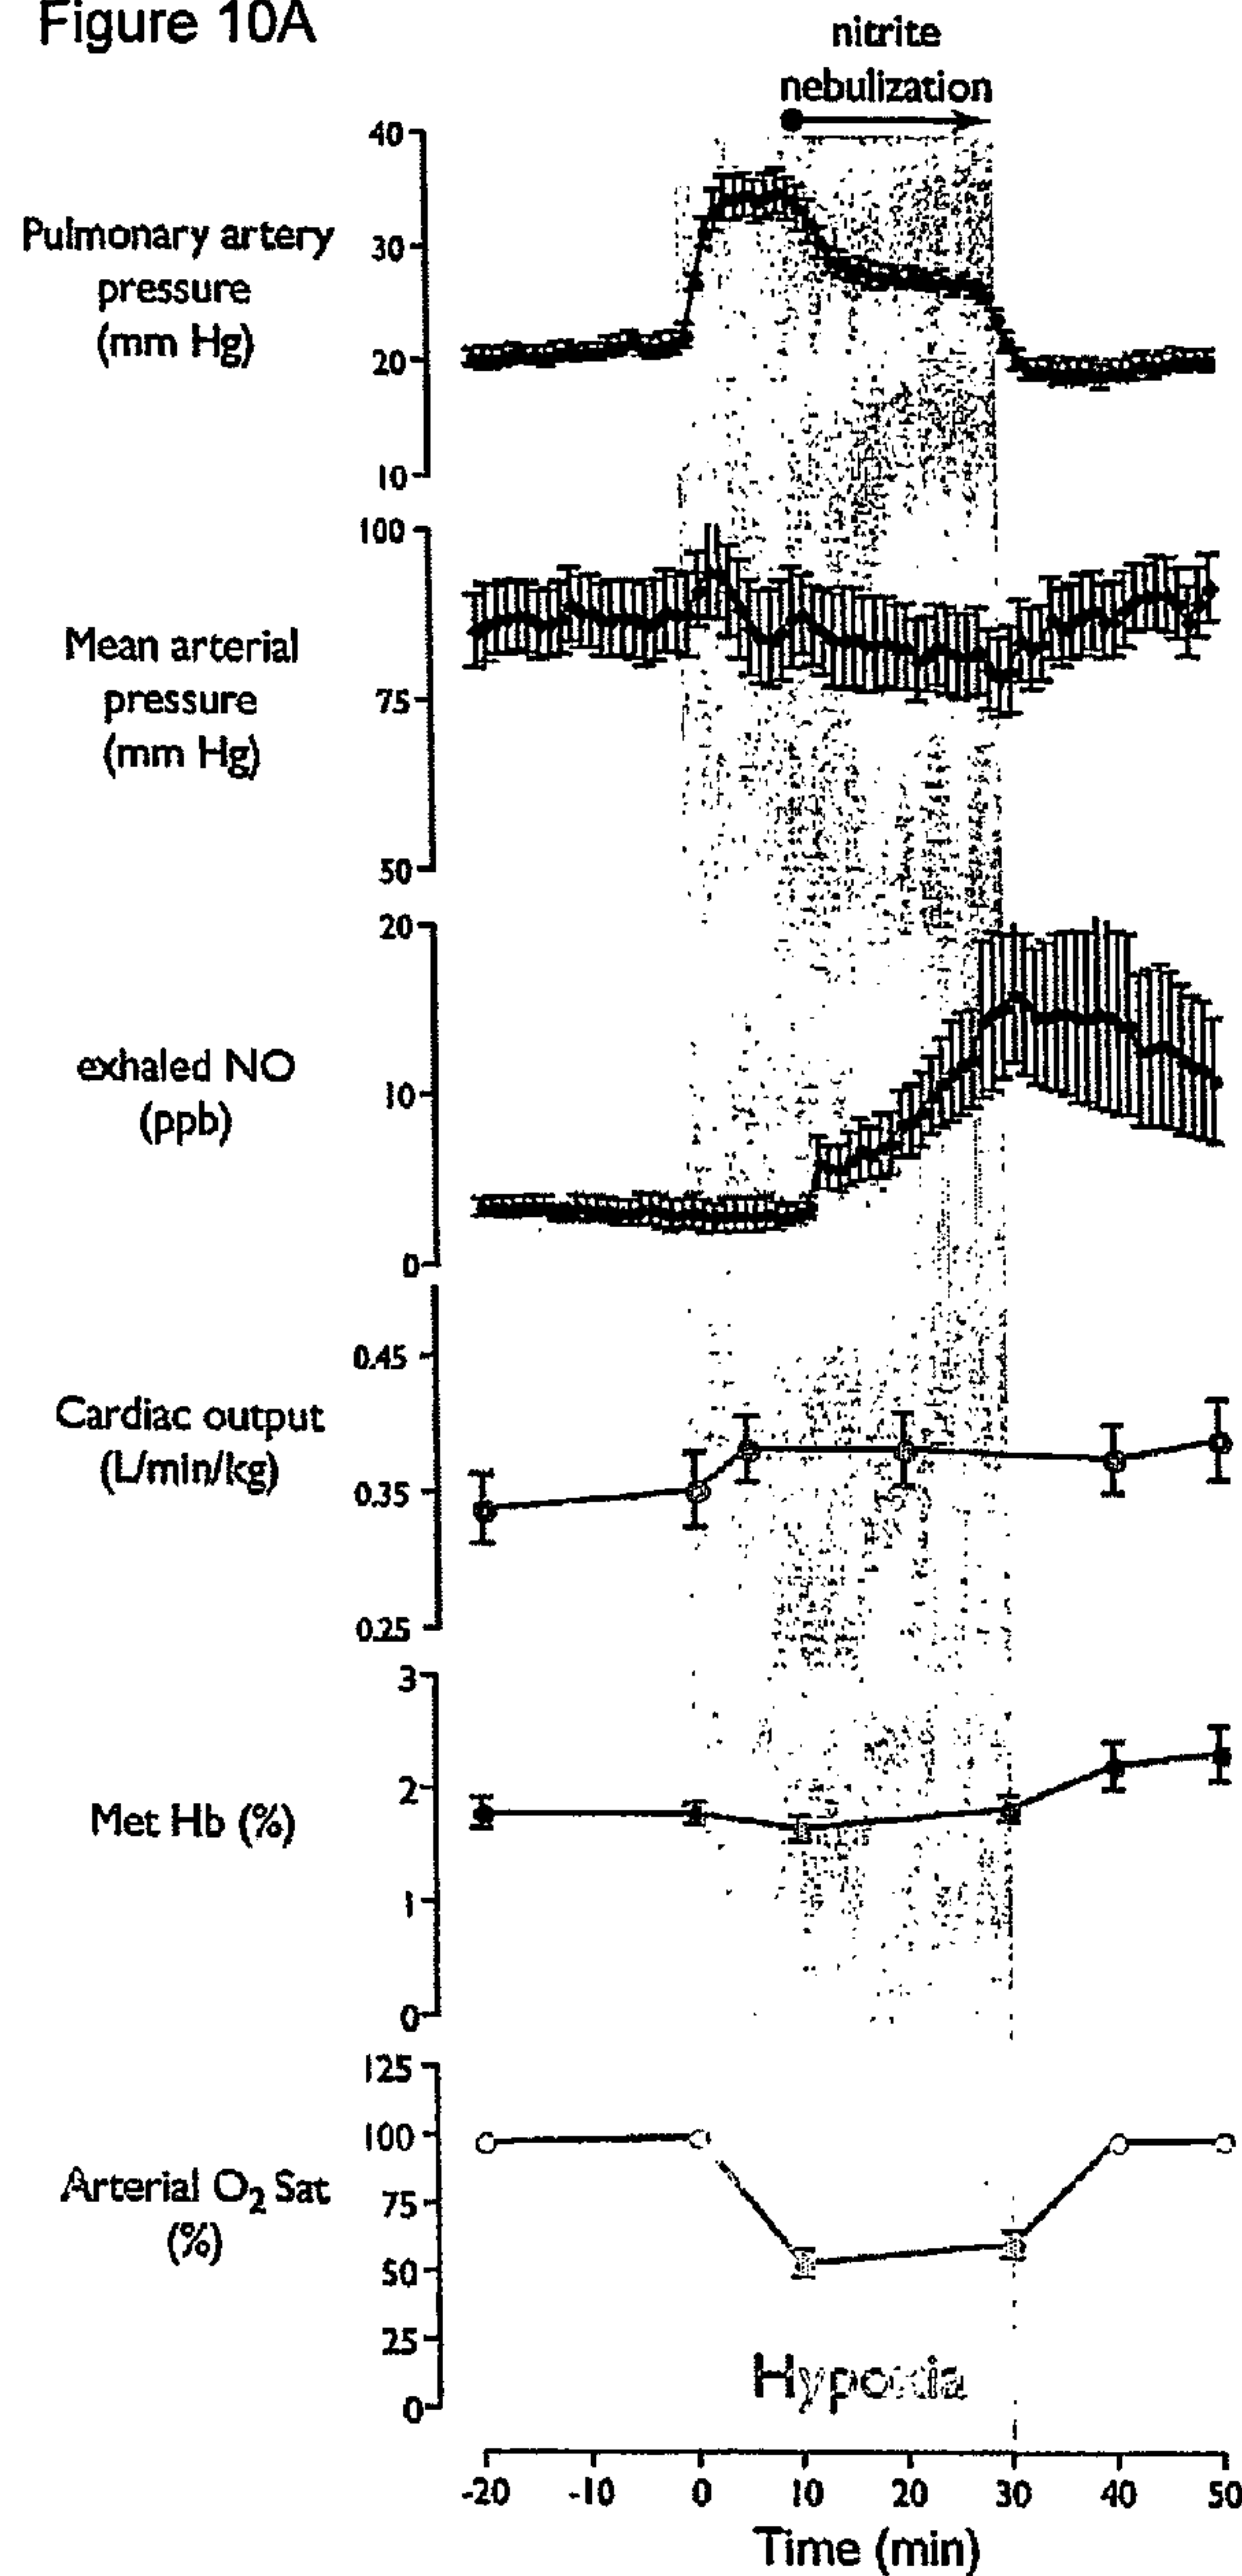 Figure 10A
nitrite
nebulization
40
30
20
10
Pulmonary artery
pressure
(mm Hg)
100
75
50
Mean arterial
pressure
(mm Hg)
20
10
0
exhaled NO
(ppb)
0.45
0.35
0.25
Cardiac output
(L/min/kg)
3
2
1
0
Met Hb (%)
125
100
75
50
25
0
Arterial O₂ Sat
(%)
Hypoxia
-20 -10 0 10 20 30 40 50
Time (min)